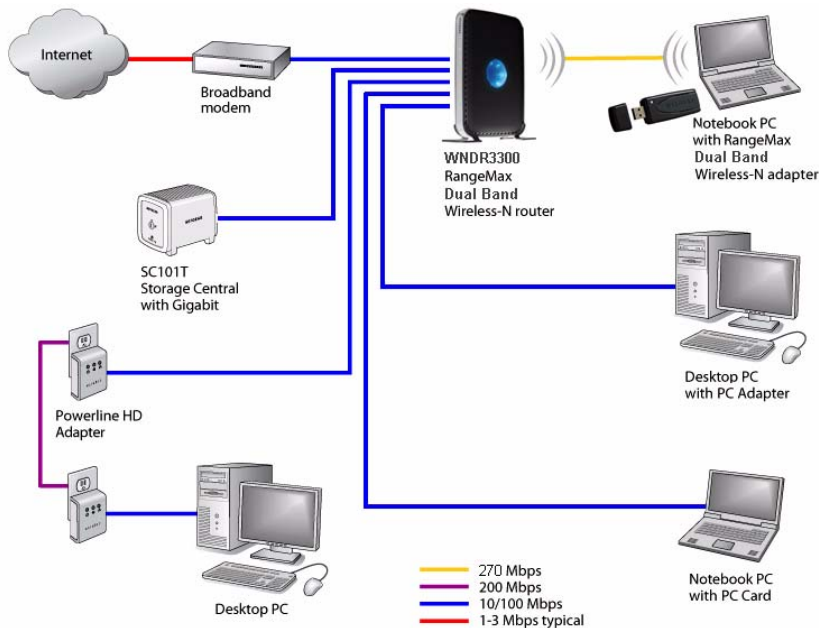 Internet
Broadband
modem
WNDR3300
RangeMax
Dual Band
Wireless-N router
Notebook PC
with RangeMax
Dual Band
Wireless-N adapter
NETGEAR
SC101T
Storage Central
with Gigabit
Desktop PC
with PC Adapter
Powerline HD
Adapter
Desktop PC
Notebook PC
with PC Card
270 Mbps
200 Mbps
10/100 Mbps
1-3 Mbps typical